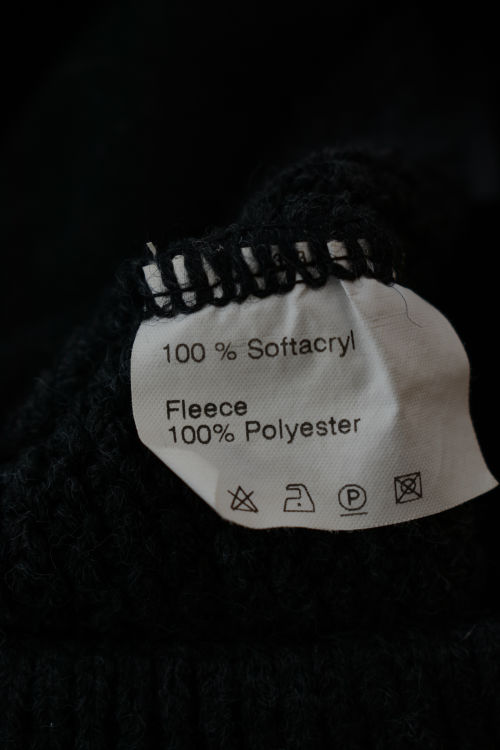 100 % Softacryl
Fleece
100% Polyester
P